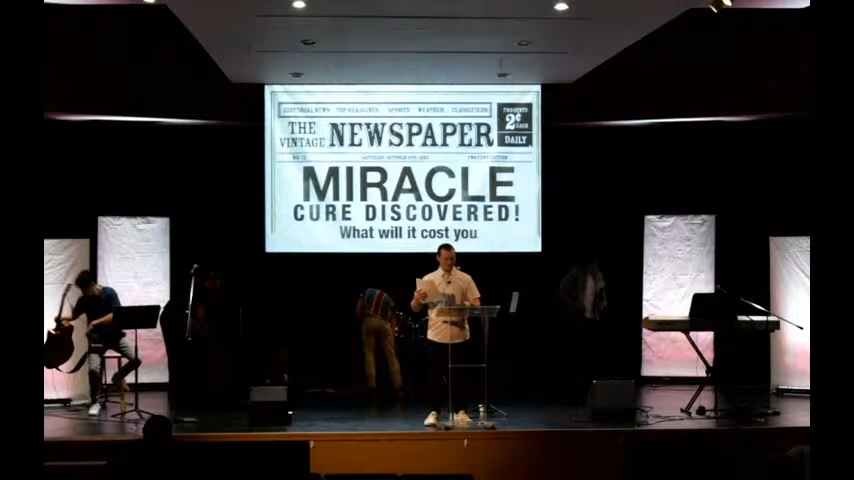 EDITORIAL NEWS TOP HEADLINES SPORTS WEATHER CLASSIFIEDS
THE VINTAGE NEWSPAPER
TWO CENTS
2¢
EACH
DAILY
MIRACLE
CURE DISCOVERED!
What will it cost you